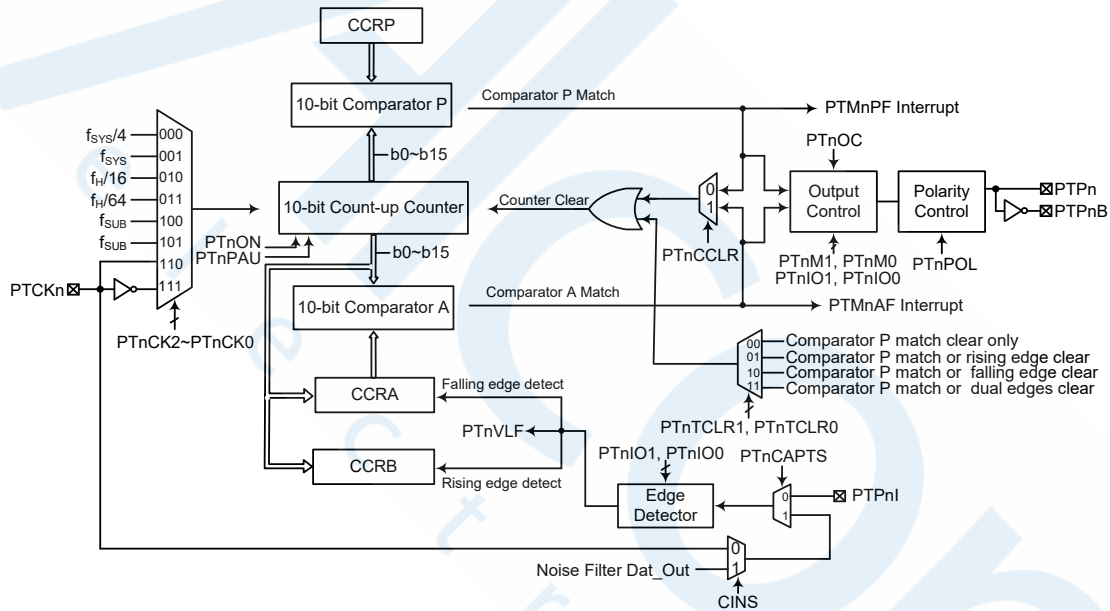 CCRP
10-bit Comparator P
Comparator P Match
PTMnPF Interrupt
fSYS/4
000
fSYS
001
fH/16
010
fH/64
011
fSUB
100
fSUB
101
110
111
PTCKn
PTnCK2~PTnCK0
b0~b15
10-bit Count-up Counter
PTnON
PTnPAU
b0~b15
Counter Clear
0
1
PTnCCLR
PTnOC
Output
Control
PTnM1, PTnM0
PTnIO1, PTnIO0
Polarity
Control
PTnPOL
PTPn
PTPnB
10-bit Comparator A
Comparator A Match
PTMnAF Interrupt
00
Comparator P match clear only
01
Comparator P match or rising edge clear
10
Comparator P match or falling edge clear
11
Comparator P match or dual edges clear
PTnTCLR1, PTnTCLR0
CCRA
Falling edge detect
PTnVLF
CCRB
Rising edge detect
PTnIO1, PTnIO0
Edge
Detector
PTnCAPTS
0
1
PTPnI
0
1
Noise Filter Dat_Out
CINS